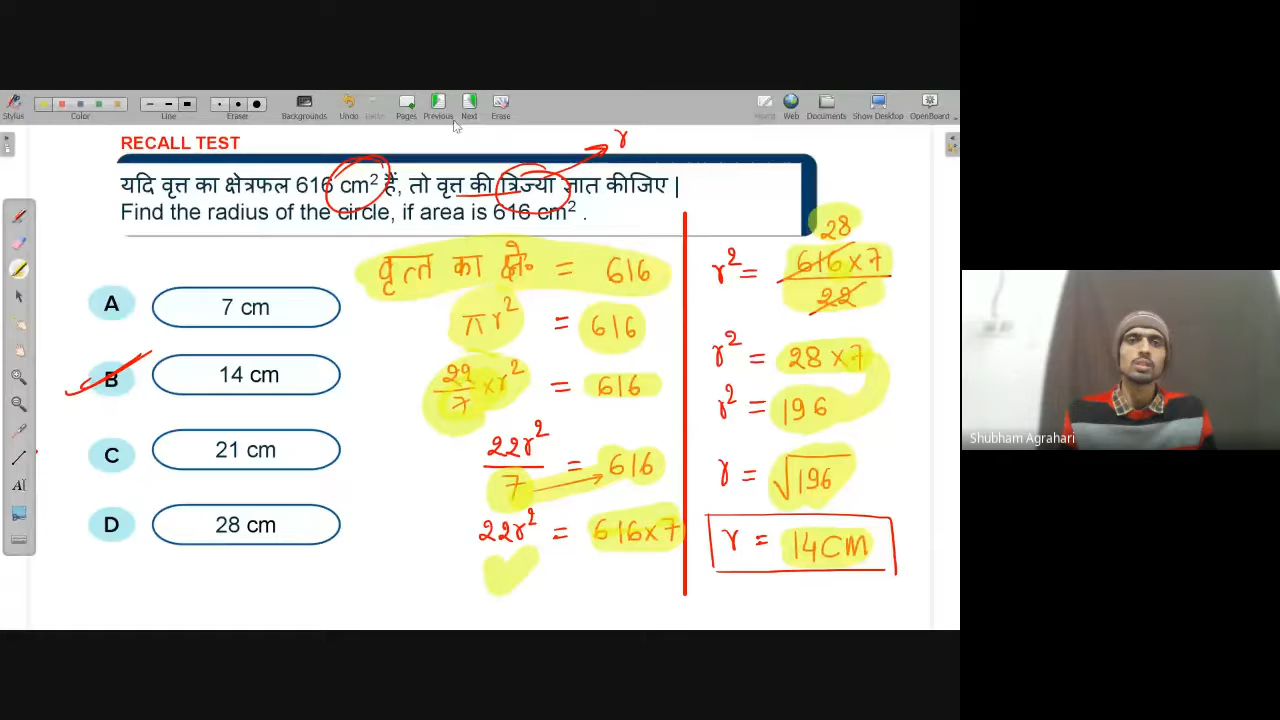 Stylus
Color
Eraser
Backgrounds
Undo
Pages
Previous
Next
Erase
Web
Documents
Show Desktop
OpenBoard
RECALL TEST
r
यदि वृत्त का क्षेत्रफल 616 cm² हैं, तो वृत्त की त्रिज्या ज्ञात कीजिए |
Find the radius of the circle, if area is 616 cm² .
A 7 cm
B 14 cm
C 21 cm
D 28 cm
वृत्त का क्षे० = 616
πr² = 616
22/7 × r² = 616
22r²/7 = 616
22r² = 616×7
28
r² = 616×7/22
r² = 28×7
r² = 196
r = √196
r = 14CM
Shubham Agrahari